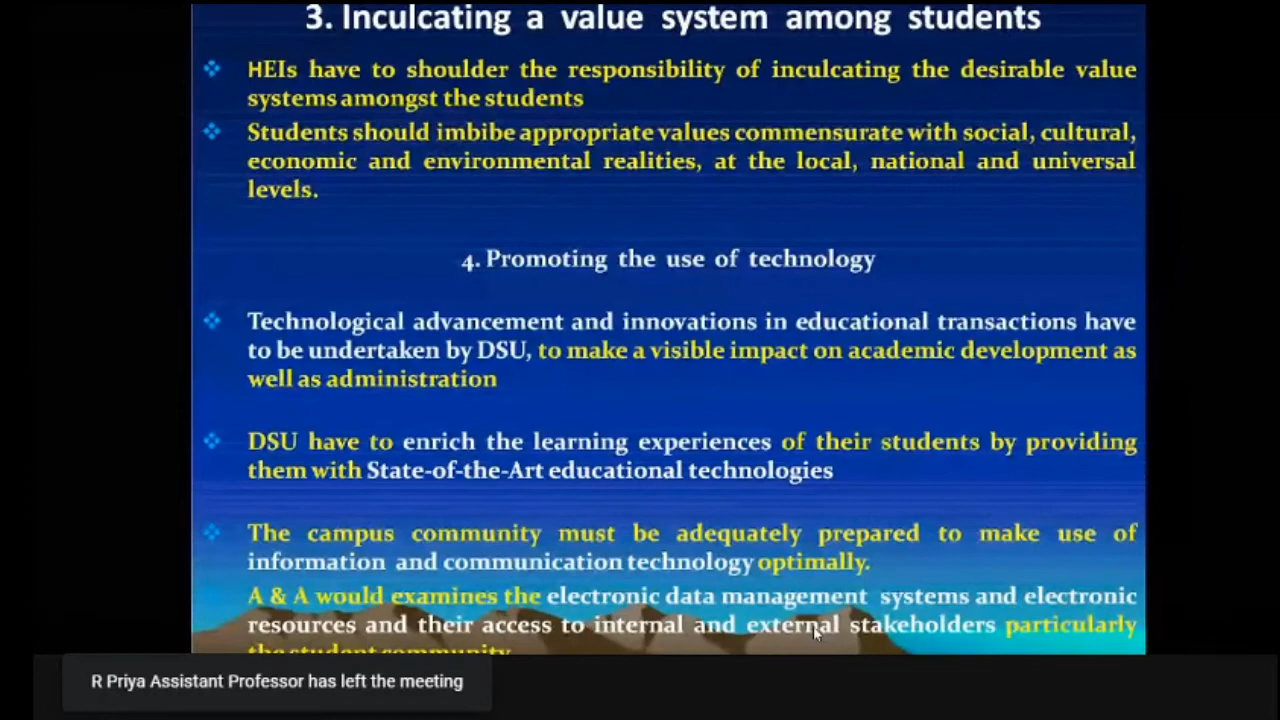 3. Inculcating a value system among students
HEIs have to shoulder the responsibility of inculcating the desirable value
systems amongst the students
Students should imbibe appropriate values commensurate with social, cultural,
economic and environmental realities, at the local, national and universal
levels.
4. Promoting the use of technology
Technological advancement and innovations in educational transactions have
to be undertaken by DSU, to make a visible impact on academic development as
well as administration
DSU have to enrich the learning experiences of their students by providing
them with State-of-the-Art educational technologies
The campus community must be adequately prepared to make use of
information and communication technology optimally.
A & A would examines the electronic data management systems and electronic
resources and their access to internal and external stakeholders particularly
the student community.
R Priya Assistant Professor has left the meeting